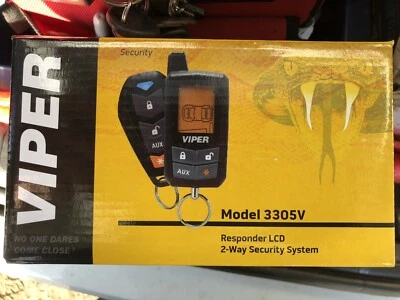 Security
VIPER
NO ONE DARES
COME CLOSE
VIPER
AUX
AUX
Model 3305V
Responder LCD
2-Way Security System